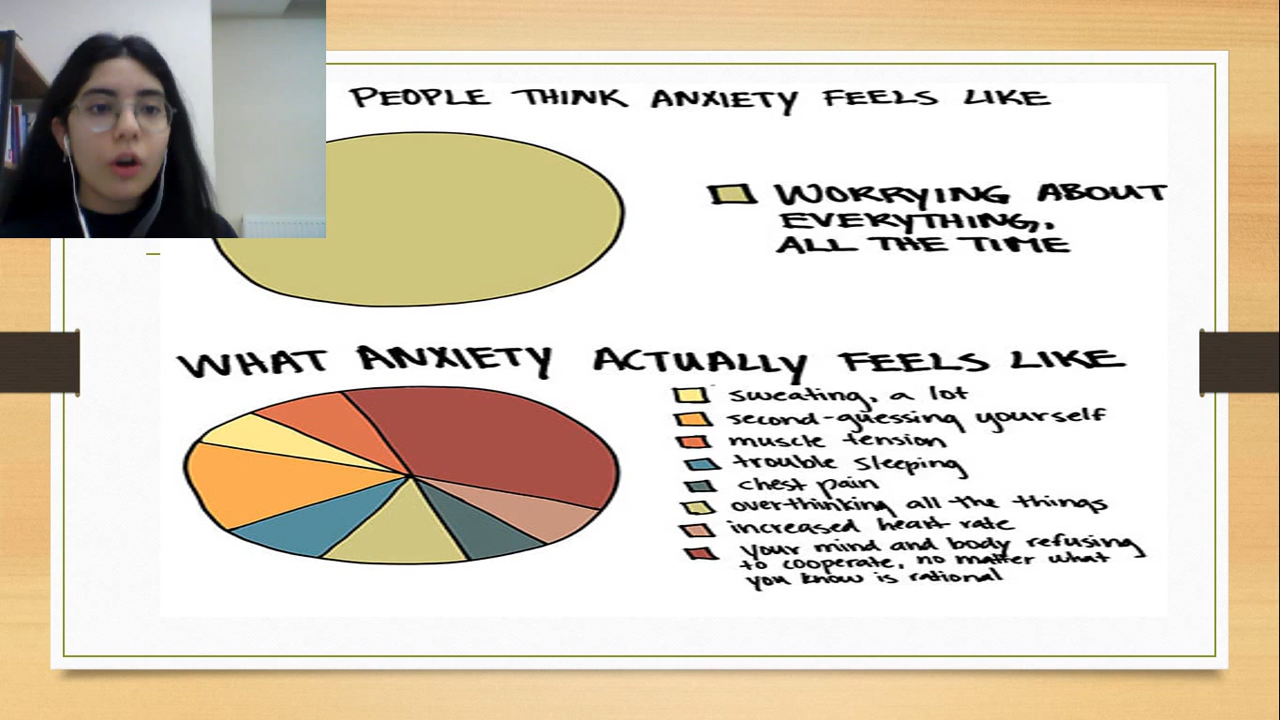 PEOPLE THINK ANXIETY FEELS LIKE
WORRYING ABOUT
EVERYTHING,
ALL THE TIME
WHAT ANXIETY ACTUALLY FEELS LIKE
sweating, a lot
second-guessing yourself
muscle tension
trouble sleeping
chest pain
overthinking all the things
increased heart rate
your mind and body refusing
to cooperate, no matter what
you know is rational